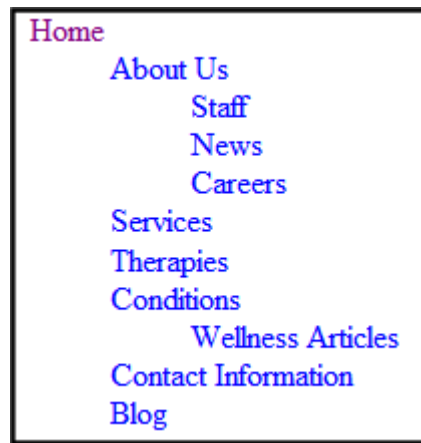 Home
About Us
Staff
News
Careers
Services
Therapies
Conditions
Wellness Articles
Contact Information
Blog